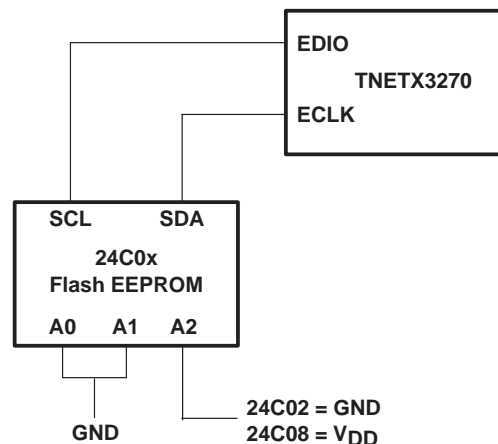 EDIO
TNETX3270
ECLK
SCL SDA
24C0x
Flash EEPROM
A0 A1 A2
24C02 = GND
24C08 = VDD
GND